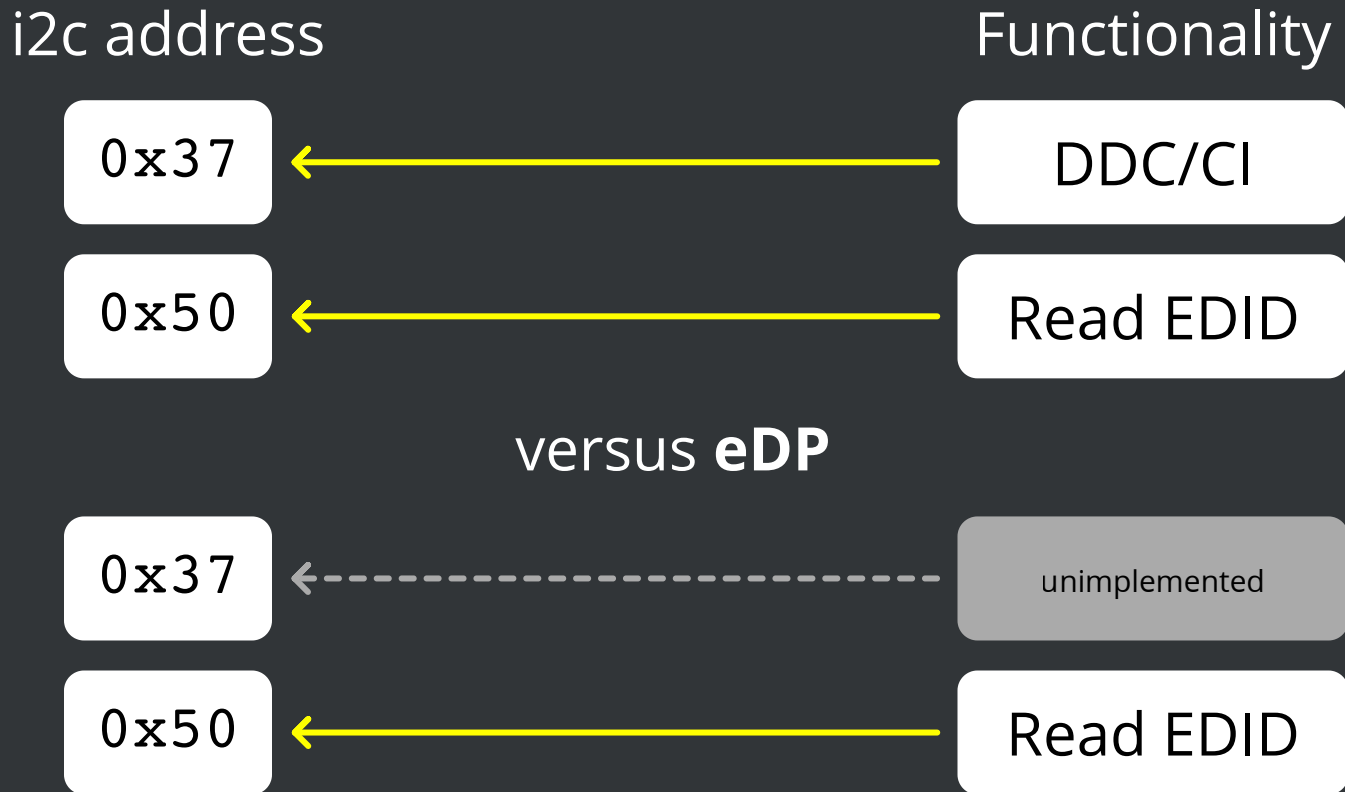 i2c address Functionality
0x37 DDC/CI
0x50 Read EDID
versus eDP
0x37 unimplemented
0x50 Read EDID